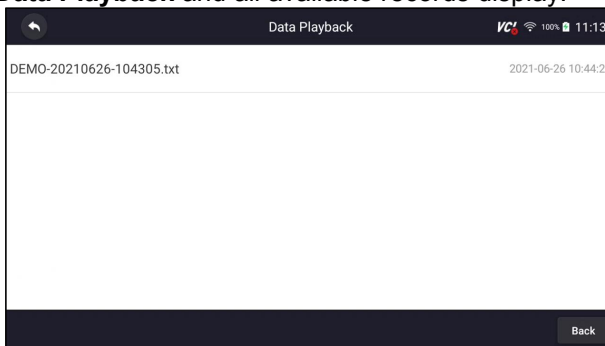 Data Playback and all available records display.
Data Playback
VCI 100% 11:13
DEMO-20210626-104305.txt 2021-06-26 10:44:2
Back